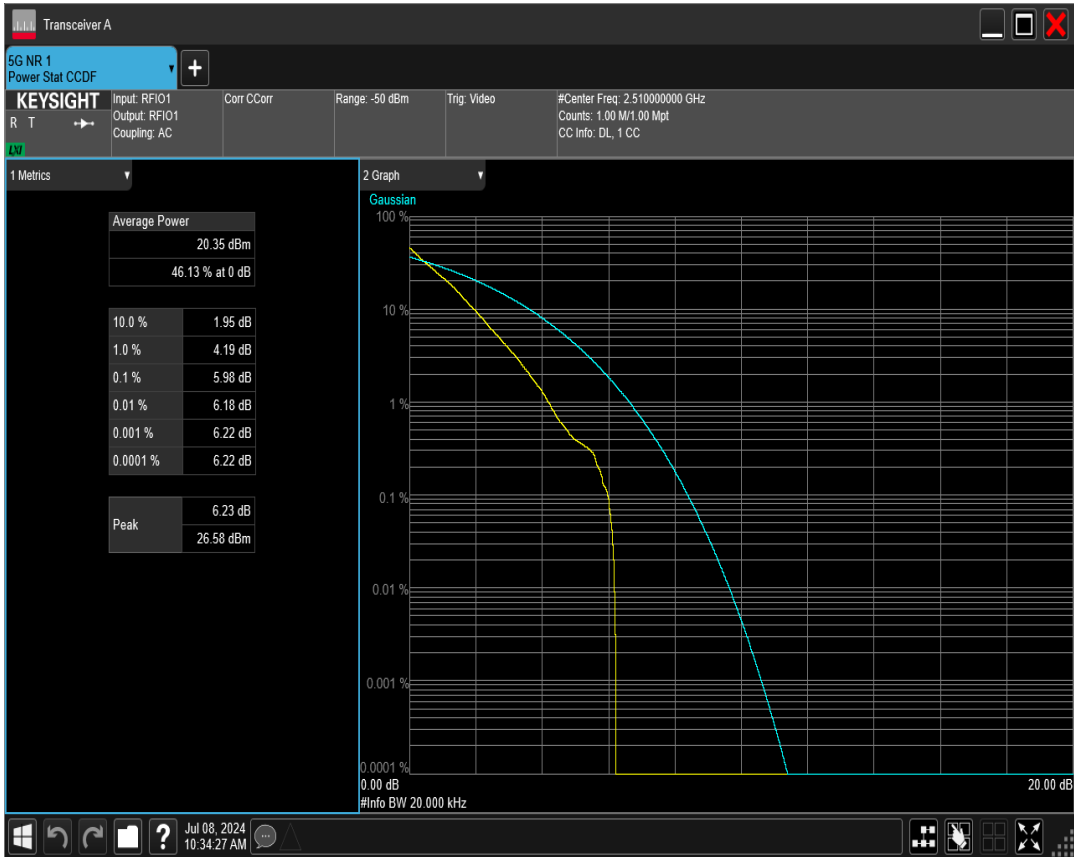 Transceiver A
5G NR 1
Power Stat CCDF
+
KEYSIGHT
R T
LXI
Input: RFIO1
Output: RFIO1
Coupling: AC
Corr CCorr
Range: -50 dBm
Trig: Video
#Center Freq: 2.510000000 GHz
Counts: 1.00 M/1.00 Mpt
CC Info: DL, 1 CC
1 Metrics
Average Power
20.35 dBm
46.13 % at 0 dB
10.0 % 1.95 dB
1.0 % 4.19 dB
0.1 % 5.98 dB
0.01 % 6.18 dB
0.001 % 6.22 dB
0.0001 % 6.22 dB
Peak
6.23 dB
26.58 dBm
2 Graph
Gaussian
100 %
10 %
1 %
0.1 %
0.01 %
0.001 %
0.0001 %
0.00 dB 20.00 dB
#Info BW 20.000 kHz
?
Jul 08, 2024
10:34:27 AM